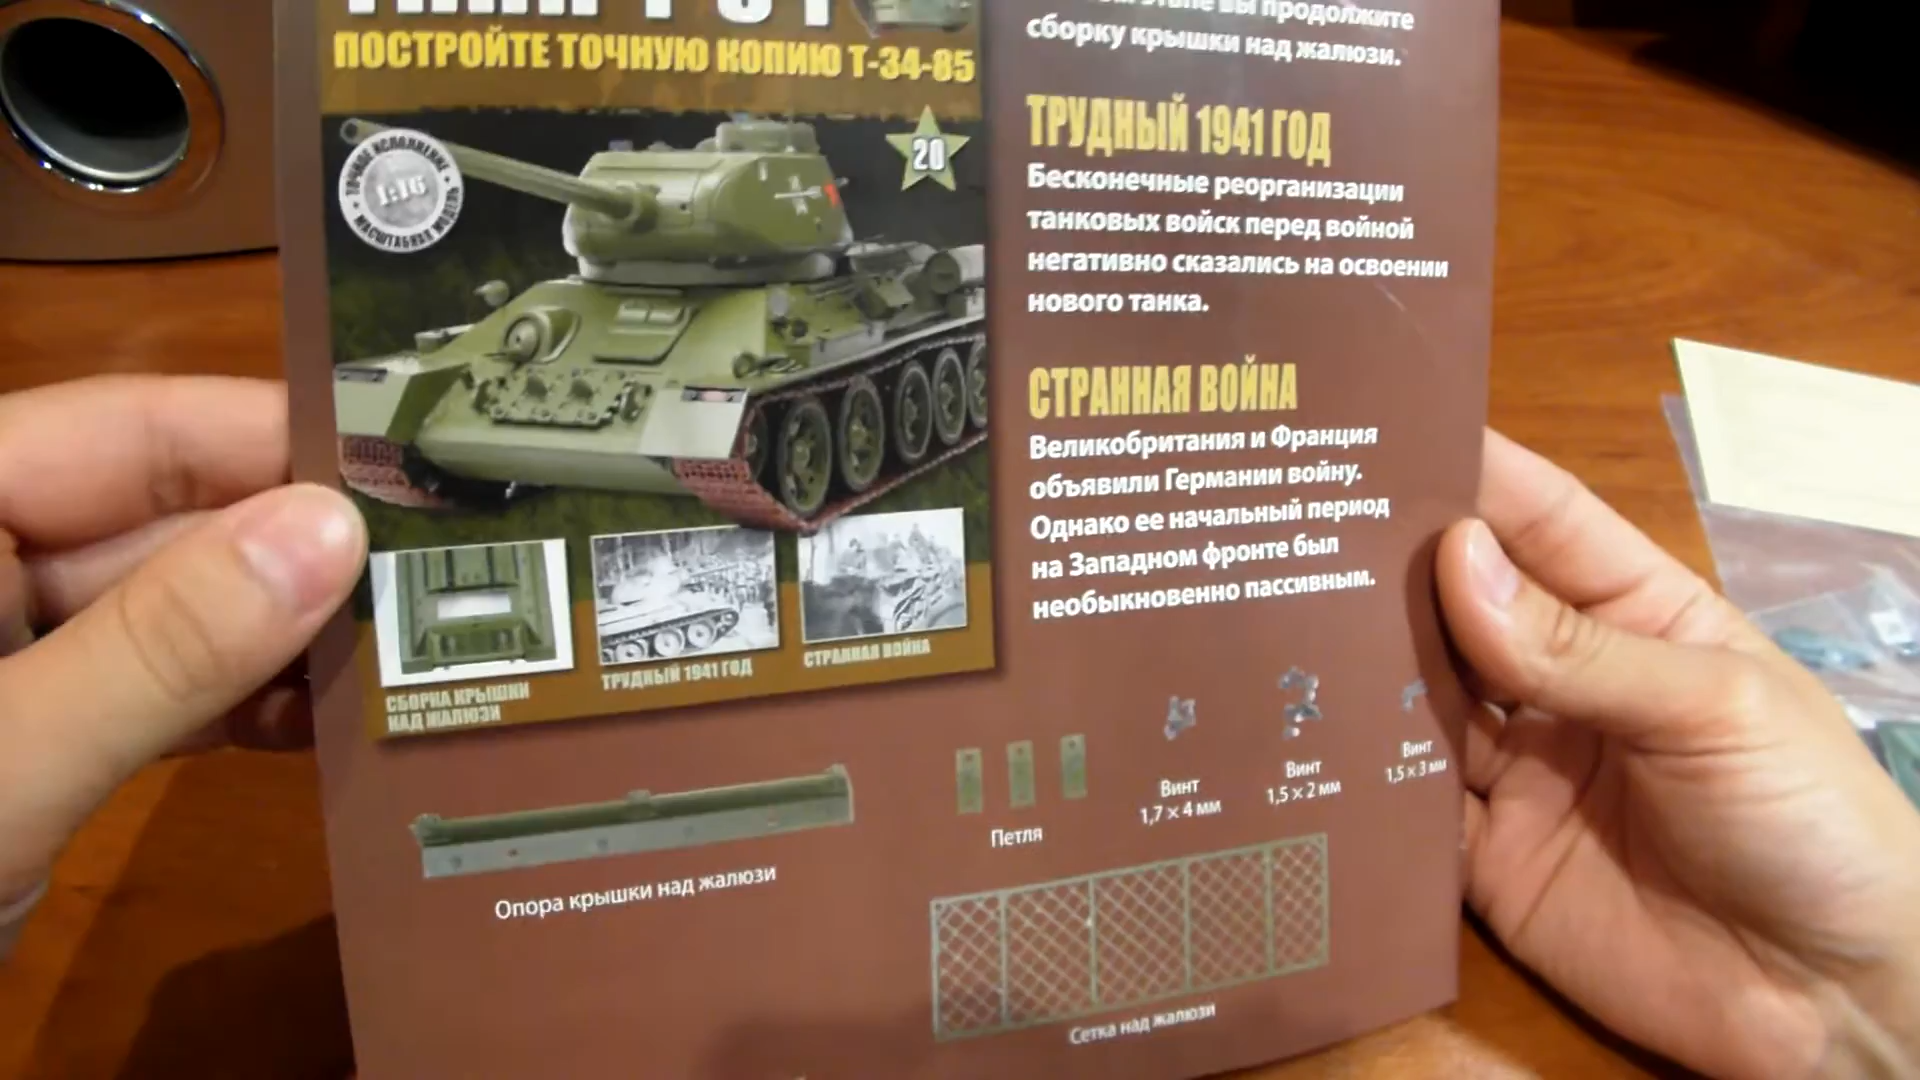 ПОСТРОЙТЕ ТОЧНУЮ КОПИЮ Т-34-85
ТОЧНОЕ ИСПОЛНЕНИЕ
1:16
МАСШТАБНАЯ МОДЕЛЬ
20
СБОРКА КРЫШКИ
НАД ЖАЛЮЗИ
ТРУДНЫЙ 1941 ГОД
СТРАННАЯ ВОЙНА
этапе вы продолжите
сборку крышки над жалюзи.
ТРУДНЫЙ 1941 ГОД
Бесконечные реорганизации
танковых войск перед войной
негативно сказались на освоении
нового танка.
СТРАННАЯ ВОЙНА
Великобритания и Франция
объявили Германии войну.
Однако ее начальный период
на Западном фронте был
необыкновенно пассивным.
Опора крышки над жалюзи
Петля
Винт
1,7 × 4 мм
Винт
1,5 × 2 мм
Винт
1,5 × 3 мм
Сетка над жалюзи